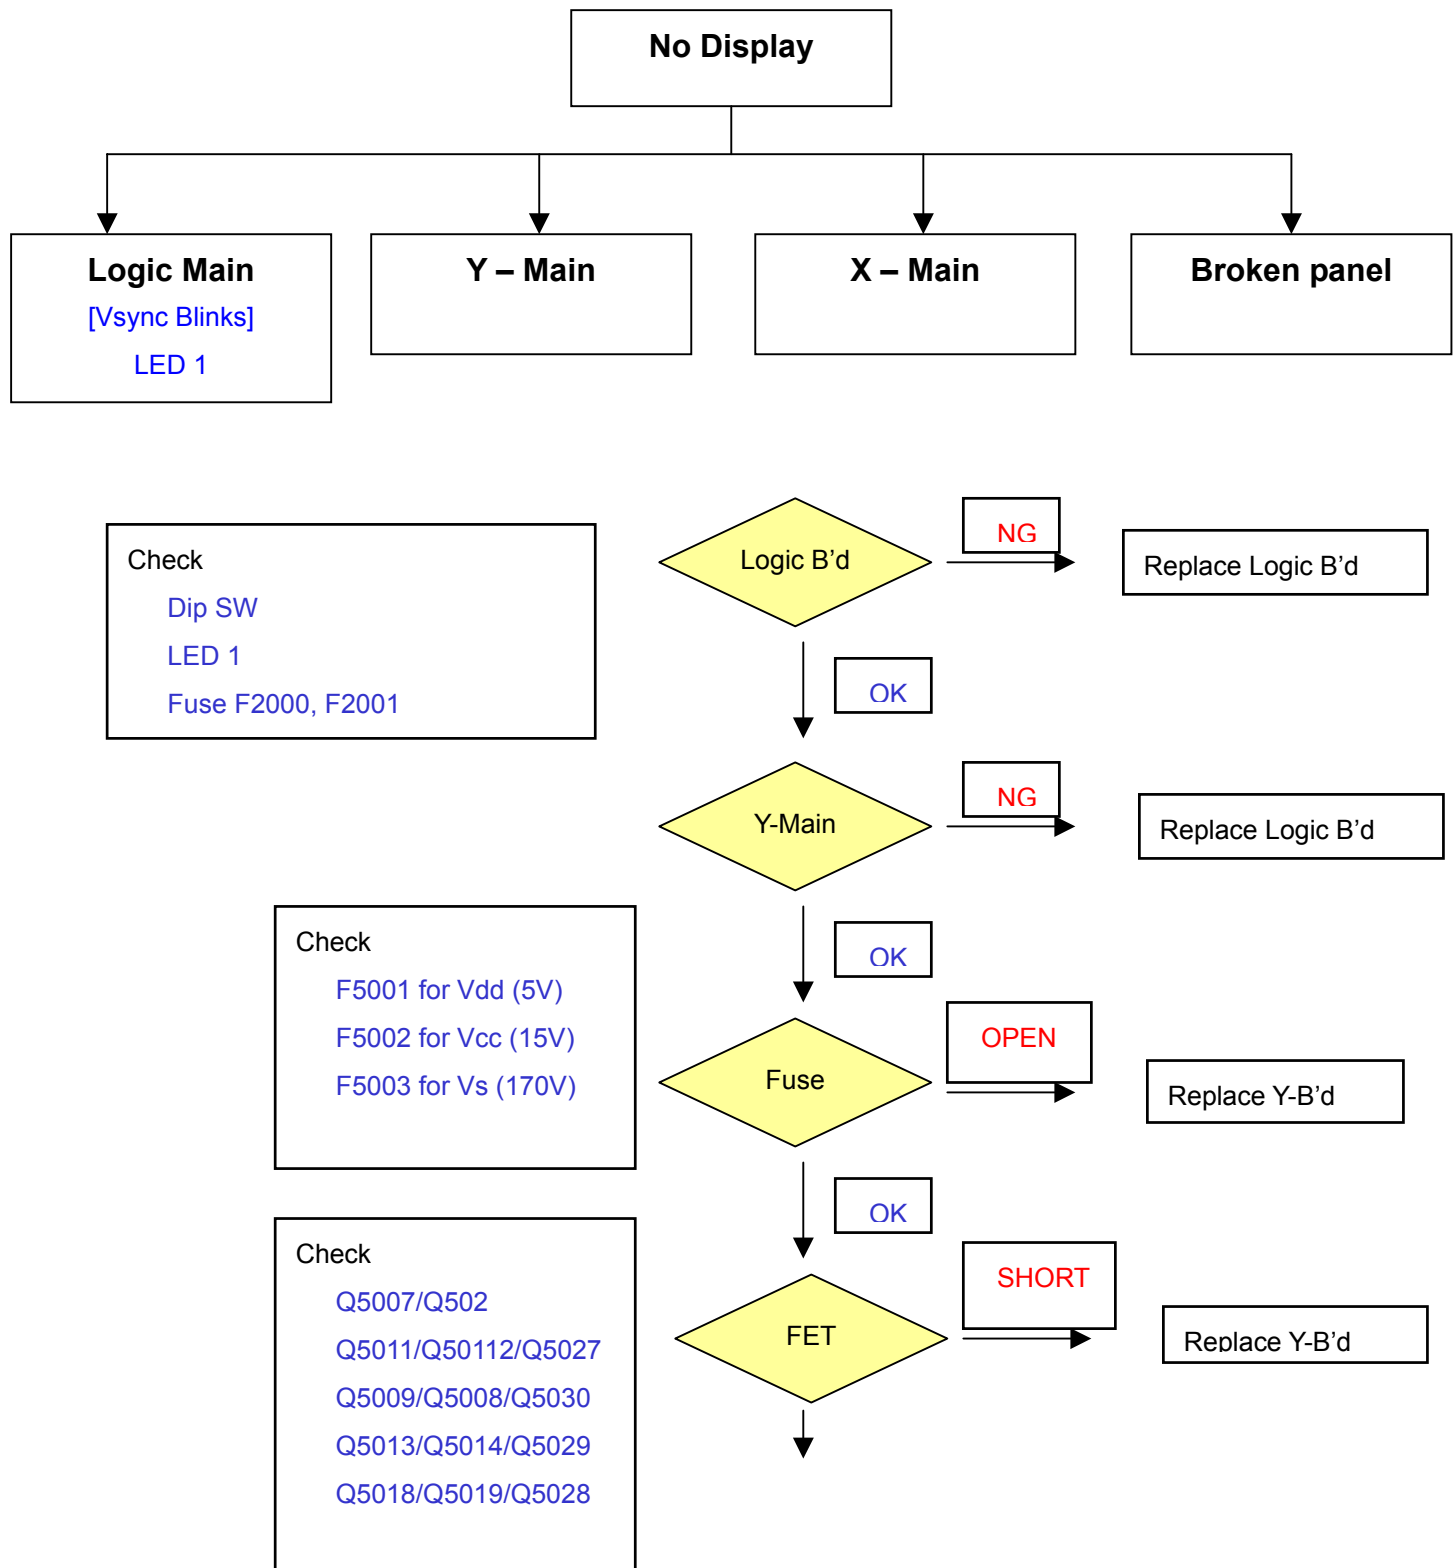 No Display
Logic Main
[Vsync Blinks]
LED 1
Y – Main
X – Main
Broken panel
Check
Dip SW
LED 1
Fuse F2000, F2001
Logic B’d
NG
Replace Logic B’d
OK
Y-Main
NG
Replace Logic B’d
OK
Check
F5001 for Vdd (5V)
F5002 for Vcc (15V)
F5003 for Vs (170V)
Fuse
OPEN
Replace Y-B’d
OK
Check
Q5007/Q502
Q5011/Q50112/Q5027
Q5009/Q5008/Q5030
Q5013/Q5014/Q5029
Q5018/Q5019/Q5028
FET
SHORT
Replace Y-B’d